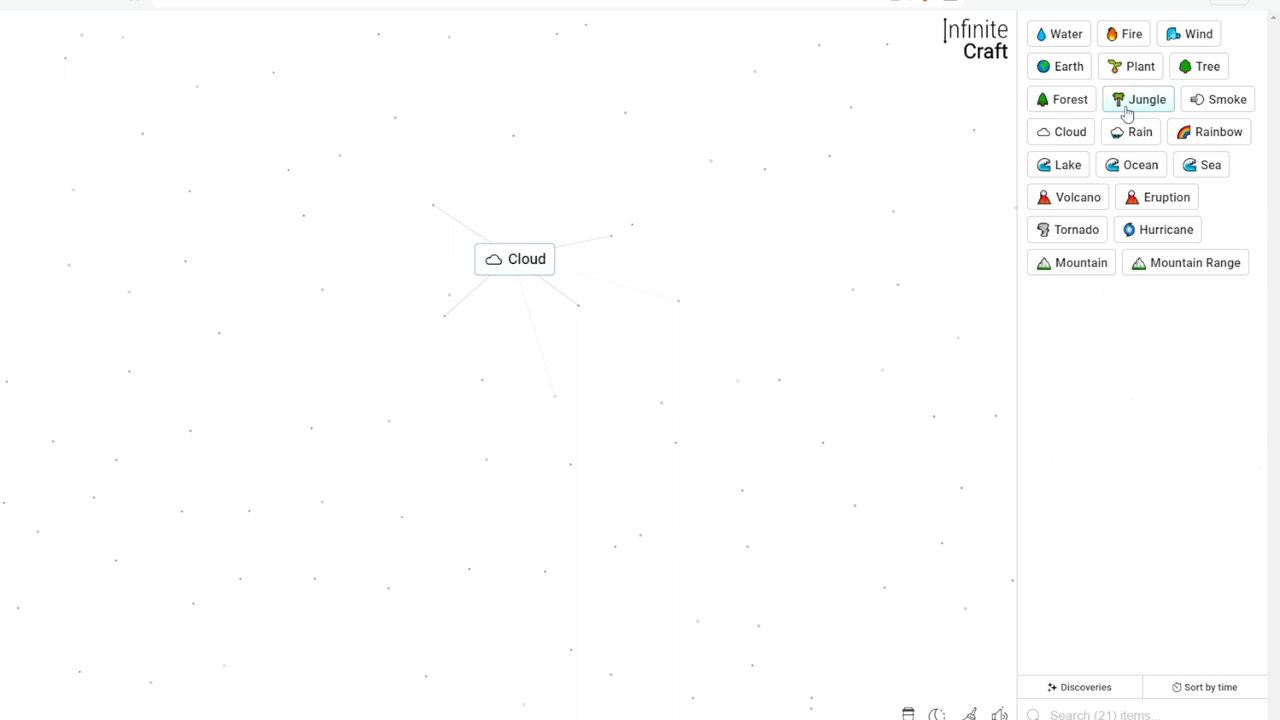 Infinite
Craft
Cloud
Water Fire Wind
Earth Plant Tree
Forest Jungle Smoke
Cloud Rain Rainbow
Lake Ocean Sea
Volcano Eruption
Tornado Hurricane
Mountain Mountain Range
Discoveries Sort by time
Search (21) items...